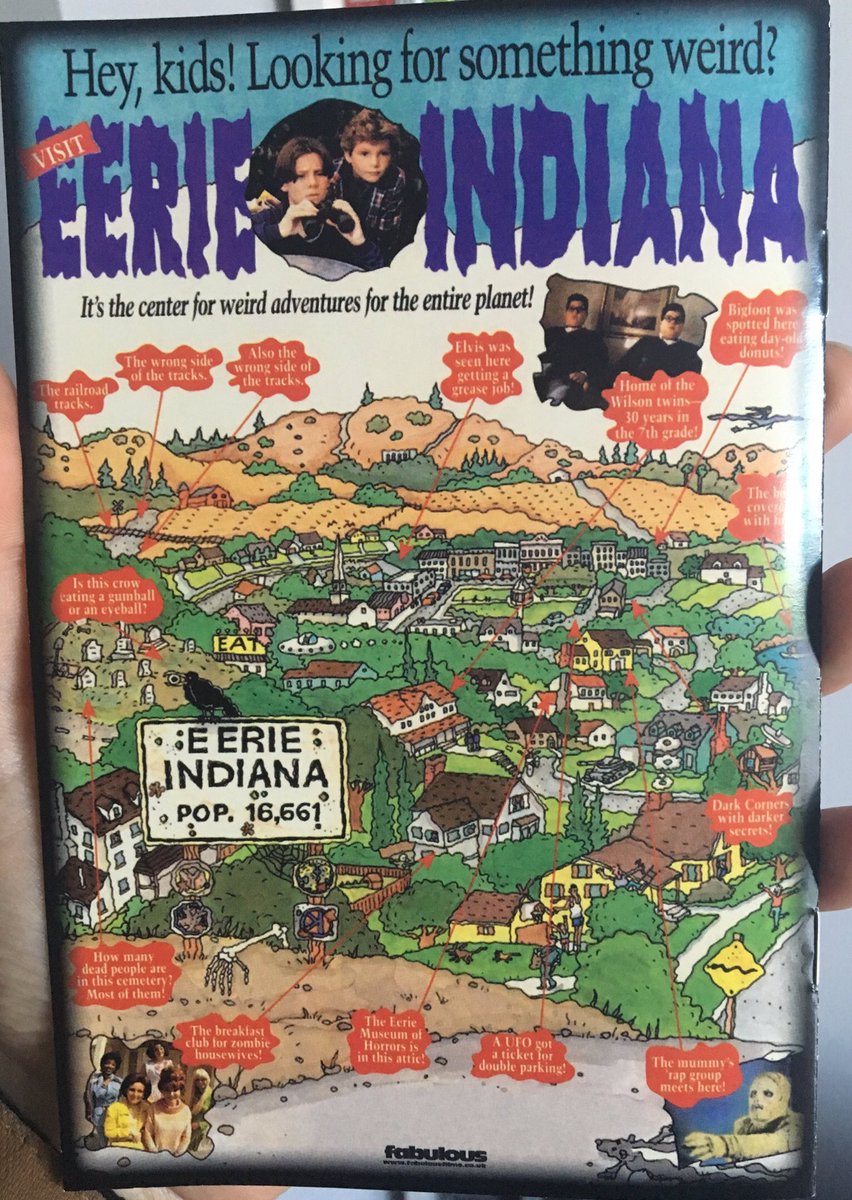 Hey, kids! Looking for something weird?
VISIT
EERIE INDIANA
It's the center for weird adventures for the entire planet!
The railroad
tracks.
The wrong side
of the tracks.
Also the
wrong side of
the tracks.
Elvis was
seen here
getting a
grease job!
Home of the
Wilson twins—
30 years in
the 7th grade!
Bigfoot was
spotted here
eating day-old
donuts!
The
with
Is this crow
eating a gumball
or an eyeball?
EAT
EERIE
INDIANA
POP. 16,661
Dark Corners
with darker
secrets!
How many
dead people are
in this cemetery?
Most of them!
The breakfast
club for zombie
housewives!
The Eerie
Museum of
Horrors is
in this attic!
A UFO got
a ticket for
double parking!
The mummy's
rap group
meets here!
fabulous
www.fabulousfilms.co.uk